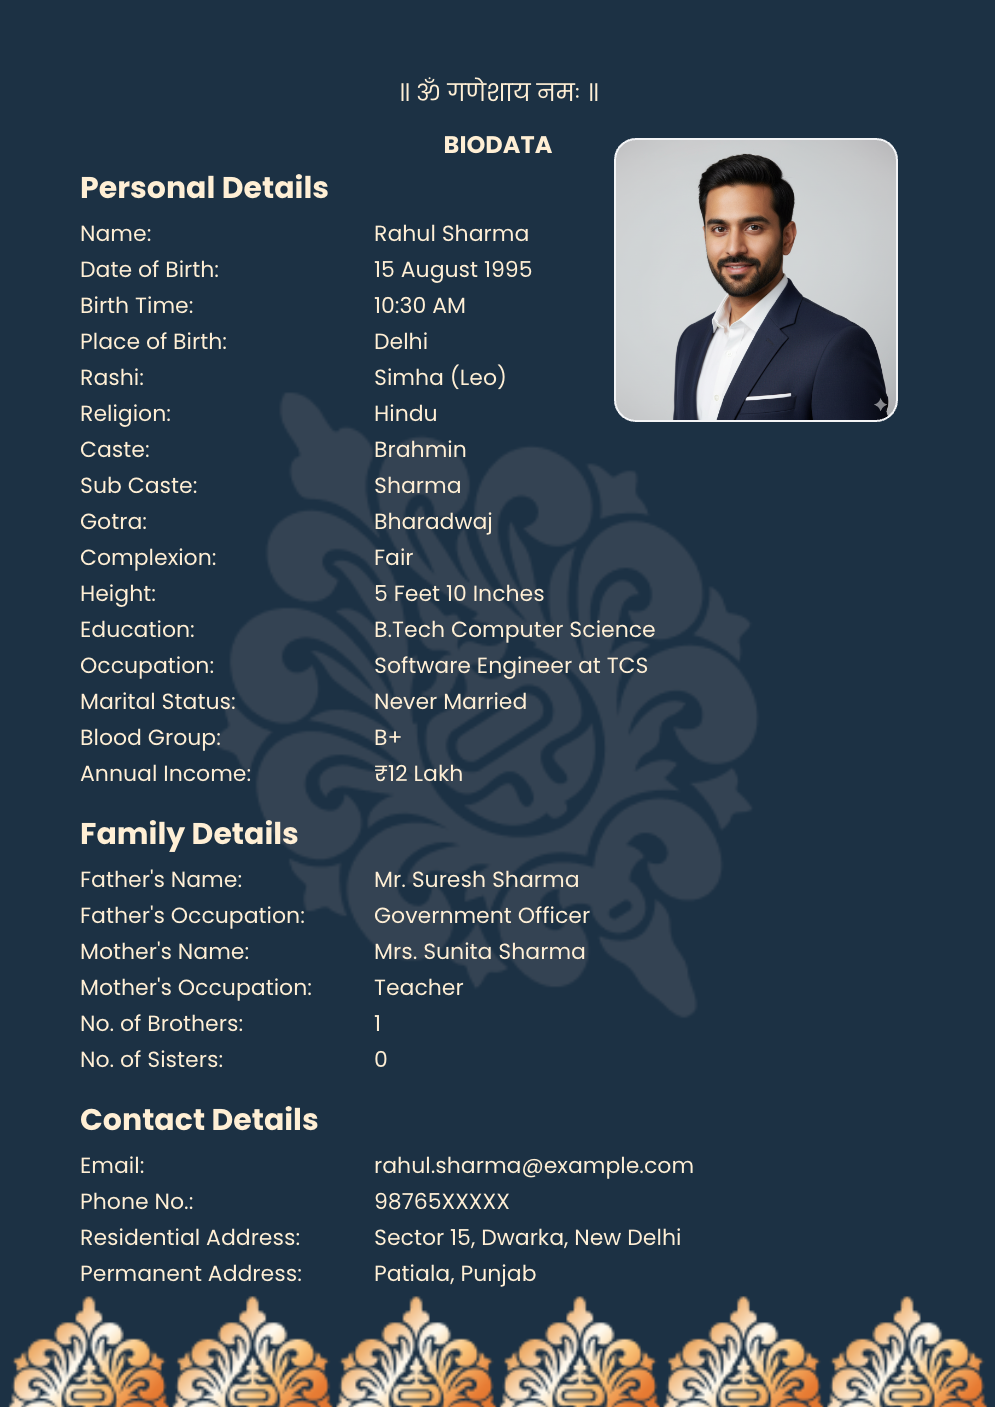 ॥ ॐ गणेशाय नमः ॥
BIODATA
Personal Details
Name: Rahul Sharma
Date of Birth: 15 August 1995
Birth Time: 10:30 AM
Place of Birth: Delhi
Rashi: Simha (Leo)
Religion: Hindu
Caste: Brahmin
Sub Caste: Sharma
Gotra: Bharadwaj
Complexion: Fair
Height: 5 Feet 10 Inches
Education: B.Tech Computer Science
Occupation: Software Engineer at TCS
Marital Status: Never Married
Blood Group: B+
Annual Income: ₹12 Lakh
Family Details
Father's Name: Mr. Suresh Sharma
Father's Occupation: Government Officer
Mother's Name: Mrs. Sunita Sharma
Mother's Occupation: Teacher
No. of Brothers: 1
No. of Sisters: 0
Contact Details
Email: rahul.sharma@example.com
Phone No.: 98765XXXXX
Residential Address: Sector 15, Dwarka, New Delhi
Permanent Address: Patiala, Punjab